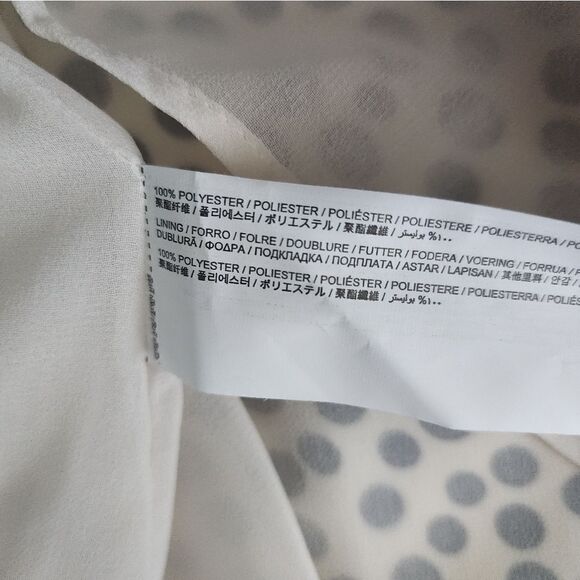 100% POLYESTER / POLIESTER / POLIÉSTER / POLIESTERE / POLIESTERRA /
聚酯纤维 / 폴리에스터 / ポリエステル / 聚酯纖維 / بوليستر %١٠٠
LINING / FORRO / FOLRE / DOUBLURE / FUTTER / FODERA / VOERING / FORRUA /
DUBLURĂ / ФОДРА / ПОДКЛАДКА / ПОДПЛАТА / ASTAR / LAPISAN / 其他里料 / 안감 /
100% POLYESTER / POLIESTER / POLIÉSTER / POLIESTERE / POLIESTERRA /
聚酯纤维 / 폴리에스터 / ポリエステル / 聚酯纖維 / بوليستر %١٠٠